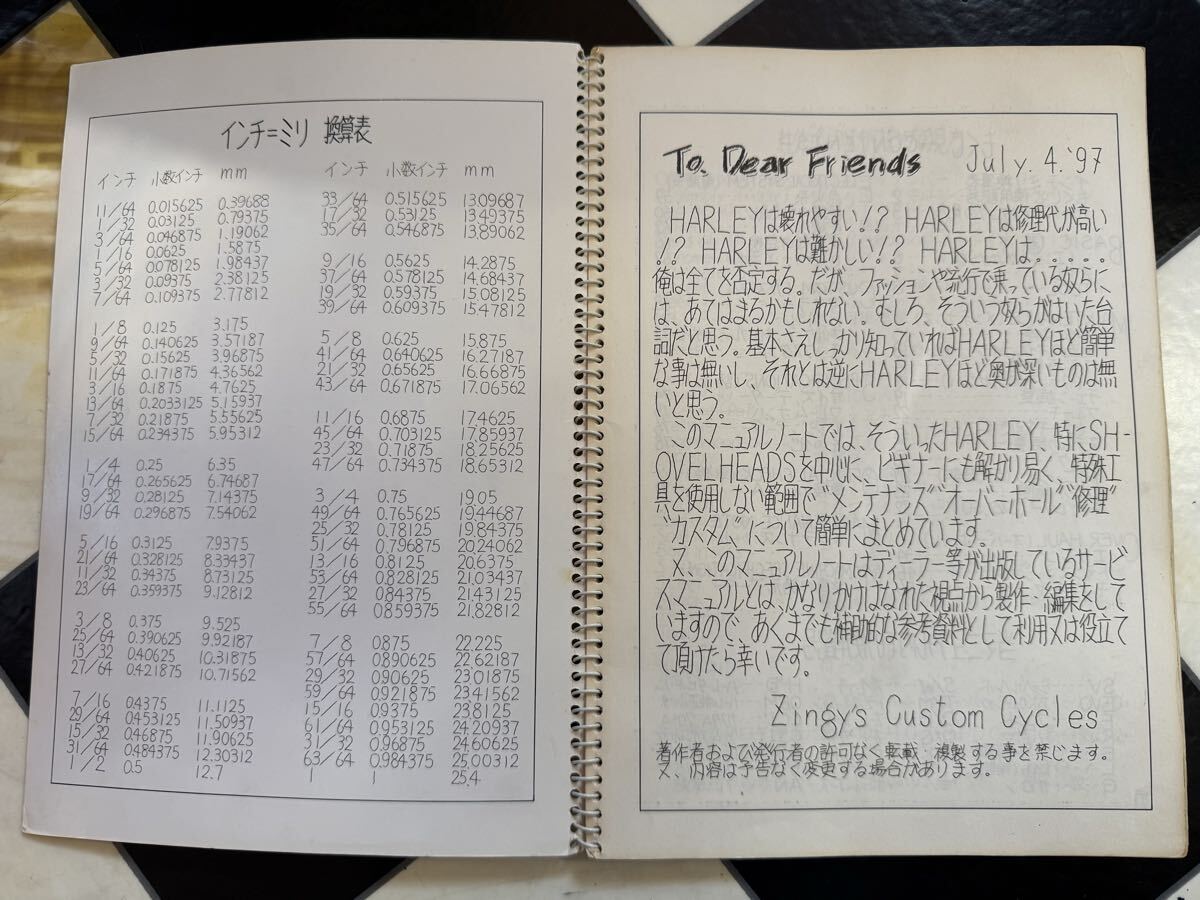 インチ=ミリ 換算表
インチ 小数インチ mm
11/64 0.015625 0.39688
1/32 0.03125 0.79375
3/64 0.046875 1.19062
1/16 0.0625 1.5875
5/64 0.078125 1.98437
3/32 0.09375 2.38125
7/64 0.109375 2.77812
1/8 0.125 3.175
9/64 0.140625 3.57187
5/32 0.15625 3.96875
11/64 0.171875 4.36562
3/16 0.1875 4.7625
13/64 0.2033125 5.15937
7/32 0.21875 5.55625
15/64 0.234375 5.95312
1/4 0.25 6.35
17/64 0.265625 6.74687
9/32 0.28125 7.14375
19/64 0.296875 7.54062
5/16 0.3125 7.9375
21/64 0.328125 8.33437
11/32 0.34375 8.73125
23/64 0.359375 9.12812
3/8 0.375 9.525
25/64 0.390625 9.92187
13/32 0.40625 10.31875
27/64 0.421875 10.71562
7/16 0.4375 11.1125
29/64 0.453125 11.50937
15/32 0.46875 11.90625
31/64 0.484375 12.30312
1/2 0.5 12.7
インチ 小数インチ mm
33/64 0.515625 13.09687
17/32 0.53125 13.49375
35/64 0.546875 13.89062
9/16 0.5625 14.2875
37/64 0.578125 14.68437
19/32 0.59375 15.08125
39/64 0.609375 15.47812
5/8 0.625 15.875
41/64 0.640625 16.27187
21/32 0.65625 16.66875
43/64 0.671875 17.06562
11/16 0.6875 17.4625
45/64 0.703125 17.85937
23/32 0.71875 18.25625
47/64 0.734375 18.65312
3/4 0.75 19.05
49/64 0.765625 19.44687
25/32 0.78125 19.84375
51/64 0.796875 20.24062
13/16 0.8125 20.6375
53/64 0.828125 21.03437
27/32 0.84375 21.43125
55/64 0.859375 21.82812
7/8 0.875 22.225
57/64 0.890625 22.62187
29/32 0.90625 23.01875
59/64 0.921875 23.41562
15/16 0.9375 23.8125
61/64 0.953125 24.20937
31/32 0.96875 24.60625
63/64 0.984375 25.00312
1 1 25.4
To. Dear Friends July. 4. '97
HARLEYは壊れやすい!? HARLEYは修理代が高い
!? HARLEYは難かしい!? HARLEYは.....
俺は全てを否定する。だが、ファッションや流行で乗っている奴らに
は、あてはまるかもしれない。むしろ、そういう奴らがはいた台
詞だと思う。基本さえしっかり知っていればHARLEYほど簡単
な事は無いし、それとは逆にHARLEYほど奥が深いものは無
いと思う。
このマニュアルノートでは、そういったHARLEY、特にSH-
OVELHEADSを中心に、ビギナーにも解かり易く、特殊工
具を使用しない範囲で"メンテナンス""オーバーホール""修理"
"カスタム"について簡単にまとめています。
又、このマニュアルノートはディーラー等が出版しているサービ
スマニュアルとは、かなりかけはなれた視点から製作、編集をして
いますので、あくまでも補助的な参考資料として利用又は役立て
て頂けたら幸いです。
Zingy's Custom Cycles
著作者および発行者の許可なく転載、複製する事を禁じます。
又、内容は予告なく変更する場合があります。